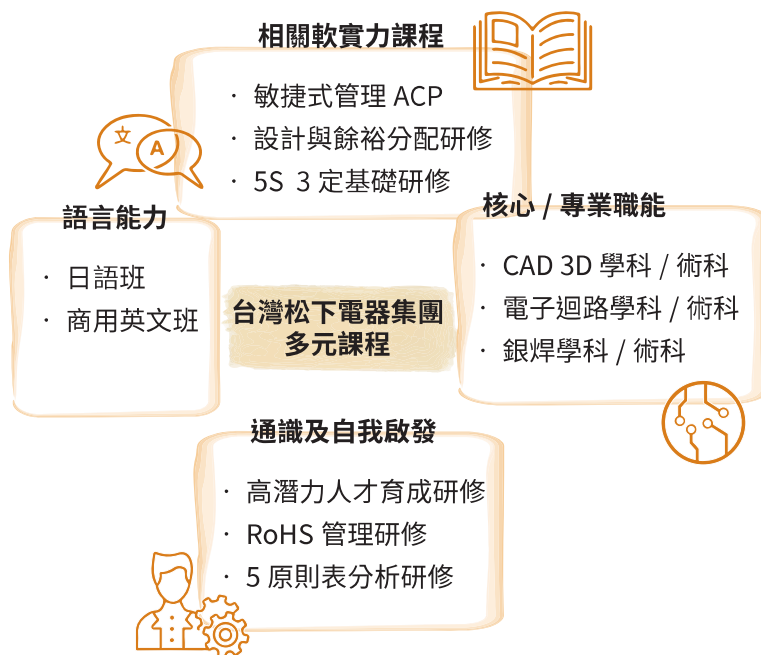 相關軟實力課程
· 敏捷式管理 ACP
· 設計與餘裕分配研修
· 5S 3 定基礎研修
文 A
語言能力
· 日語班
· 商用英文班
台灣松下電器集團
多元課程
核心 / 專業職能
· CAD 3D 學科 / 術科
· 電子迴路學科 / 術科
· 銀焊學科 / 術科
通識及自我啟發
· 高潛力人才育成研修
· RoHS 管理研修
· 5 原則表分析研修